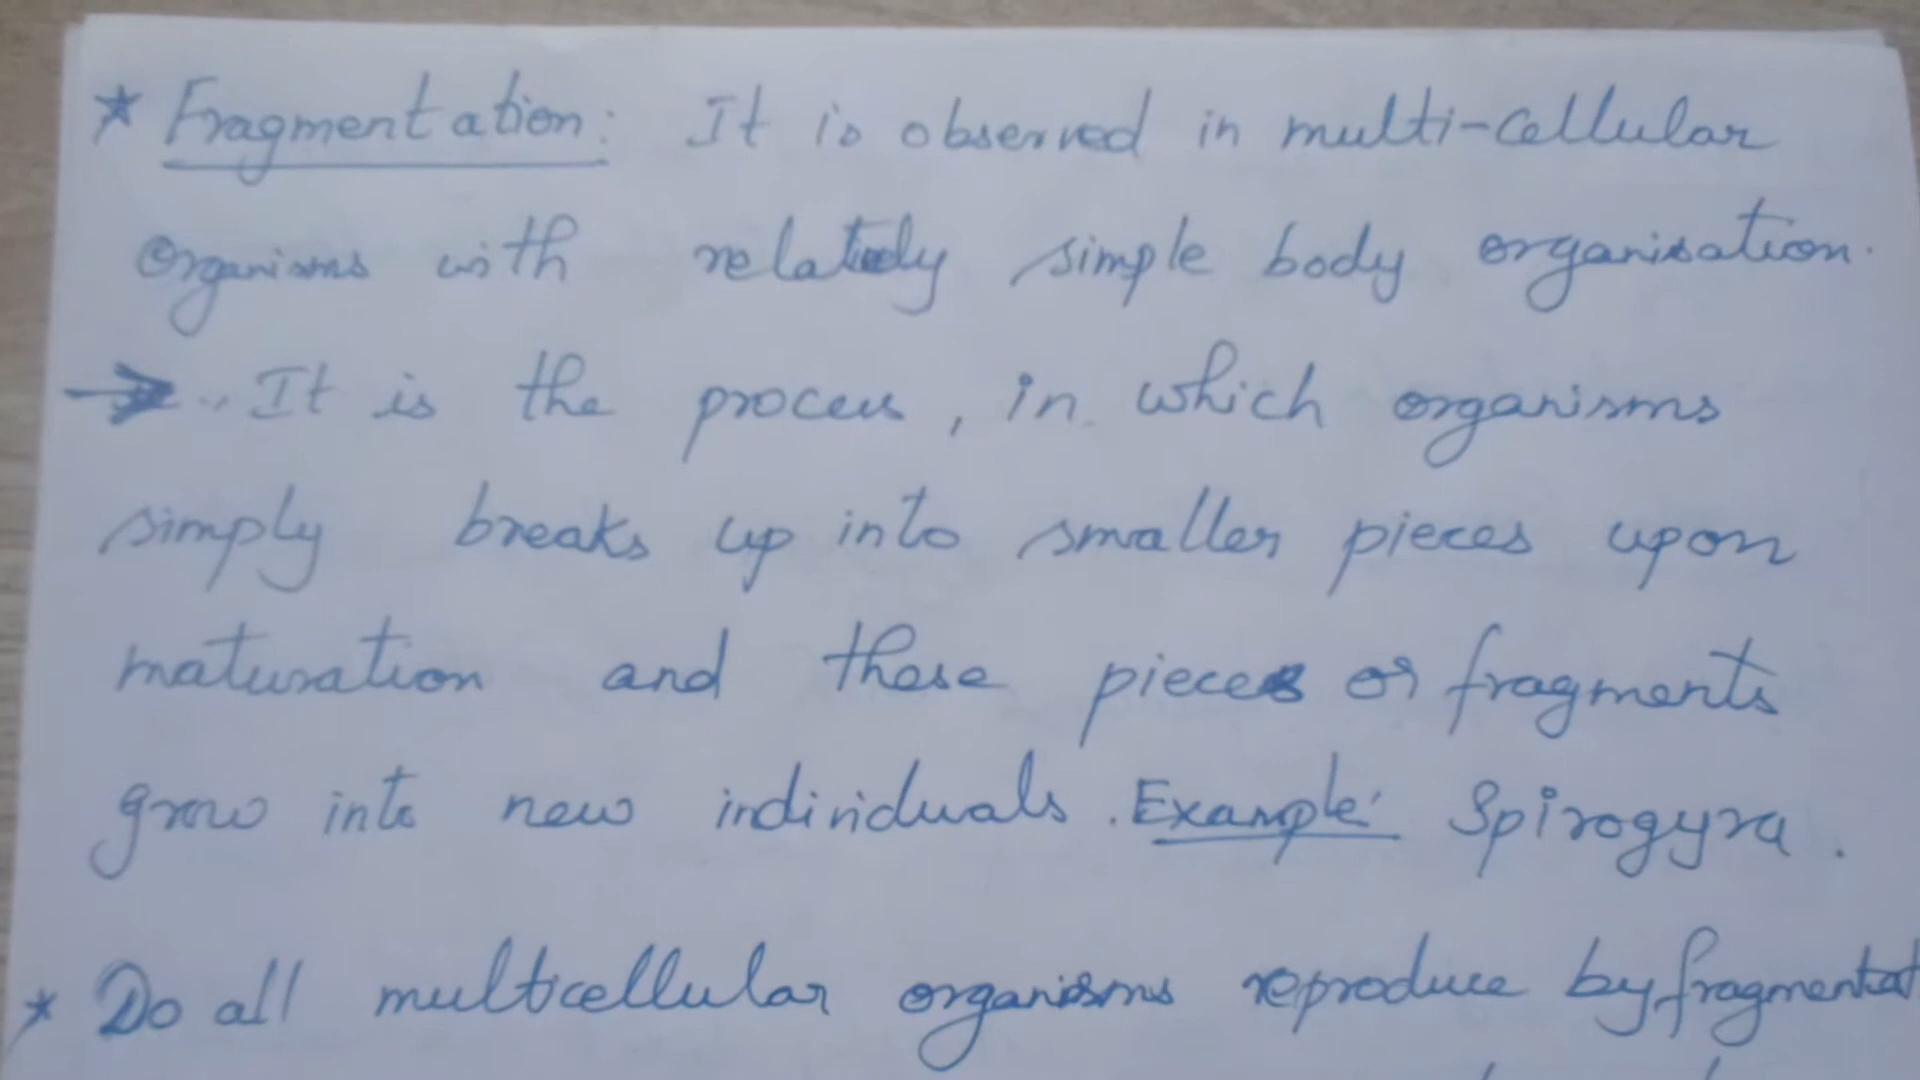 * Fragmentation: It is observed in multi-cellular
organisms with relatively simple body organisation.
→ It is the process, in which organisms
simply breaks up into smaller pieces upon
maturation and these pieces or fragments
grow into new individuals. Example: Spirogyra.
* Do all multicellular organisms reproduce by fragmentat